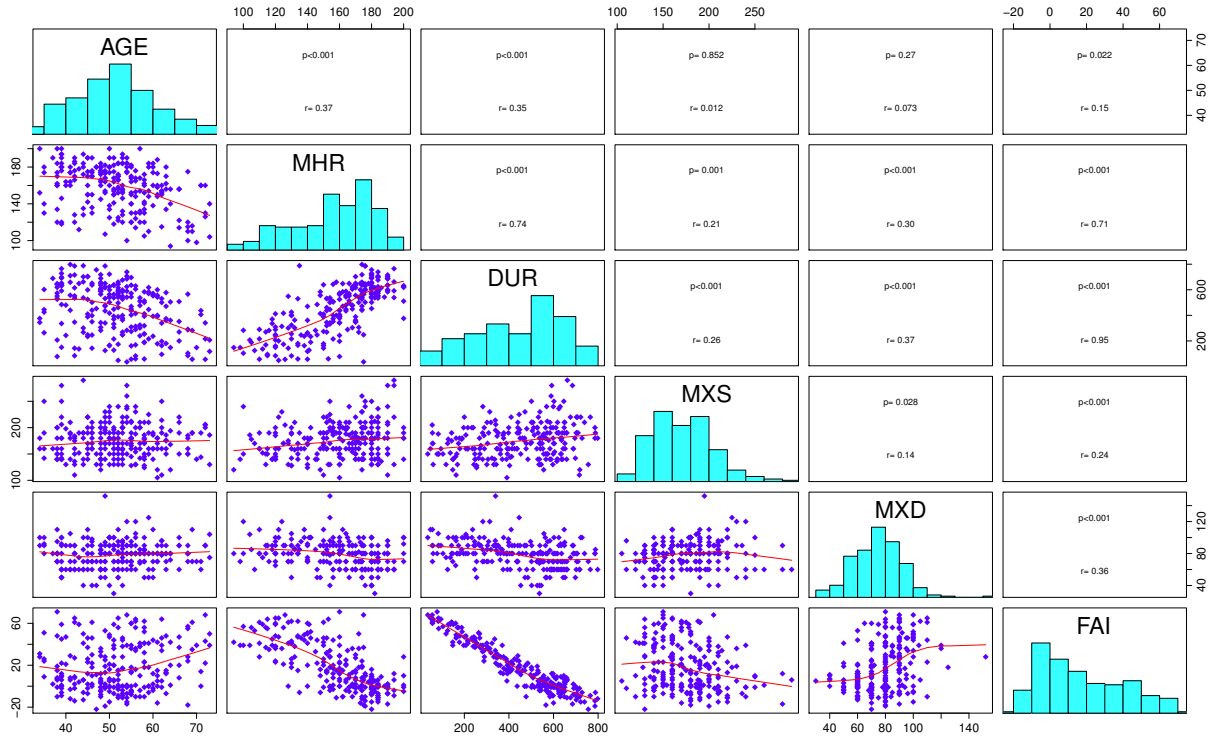 100 120 140 160 180 200
100 150 200 250
−20 0 20 40 60
AGE
p<0.001
r= 0.37
p<0.001
r= 0.35
p= 0.852
r= 0.012
p= 0.27
r= 0.073
p= 0.022
r= 0.15
40 50 60 70
100 140 180
MHR
p<0.001
r= 0.74
p= 0.001
r= 0.21
p<0.001
r= 0.30
p<0.001
r= 0.71
DUR
p<0.001
r= 0.26
p<0.001
r= 0.37
p<0.001
r= 0.95
200 600
100 200
MXS
p= 0.028
r= 0.14
p<0.001
r= 0.24
MXD
p<0.001
r= 0.36
40 80 120
−20 20 60
FAI
40 50 60 70
200 400 600 800
40 60 80 100 140